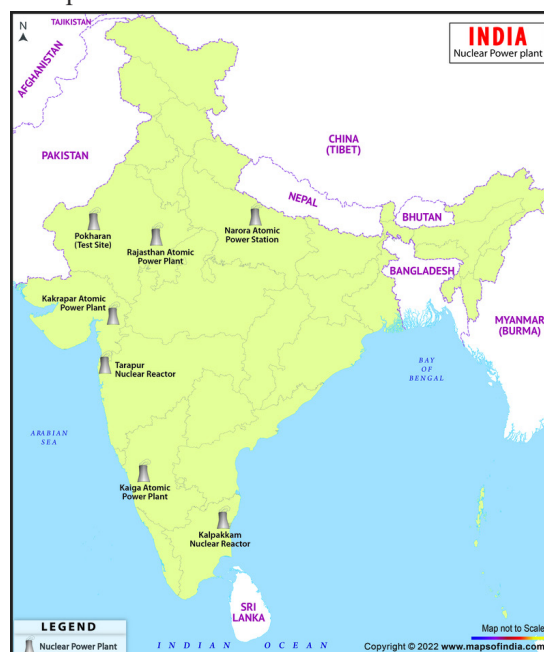 N
TAJIKISTAN
INDIA
Nuclear Power plant
AFGHANISTAN
CHINA
(TIBET)
PAKISTAN
NEPAL
BHUTAN
Pokharan
(Test Site)
Narora Atomic
Power Station
Rajasthan Atomic
Power Plant
BANGLADESH
Kakrapar Atomic
Power Plant
MYANMAR
(BURMA)
Tarapur
Nuclear Reactor
BAY
OF
BENGAL
ARABIAN
SEA
Kaiga Atomic
Power Plant
Kalpakkam
Nuclear Reactor
SRI
LANKA
LEGEND
Nuclear Power Plant
INDIAN OCEAN
Map not to Scale
Copyright © 2022 www.mapsofindia.com